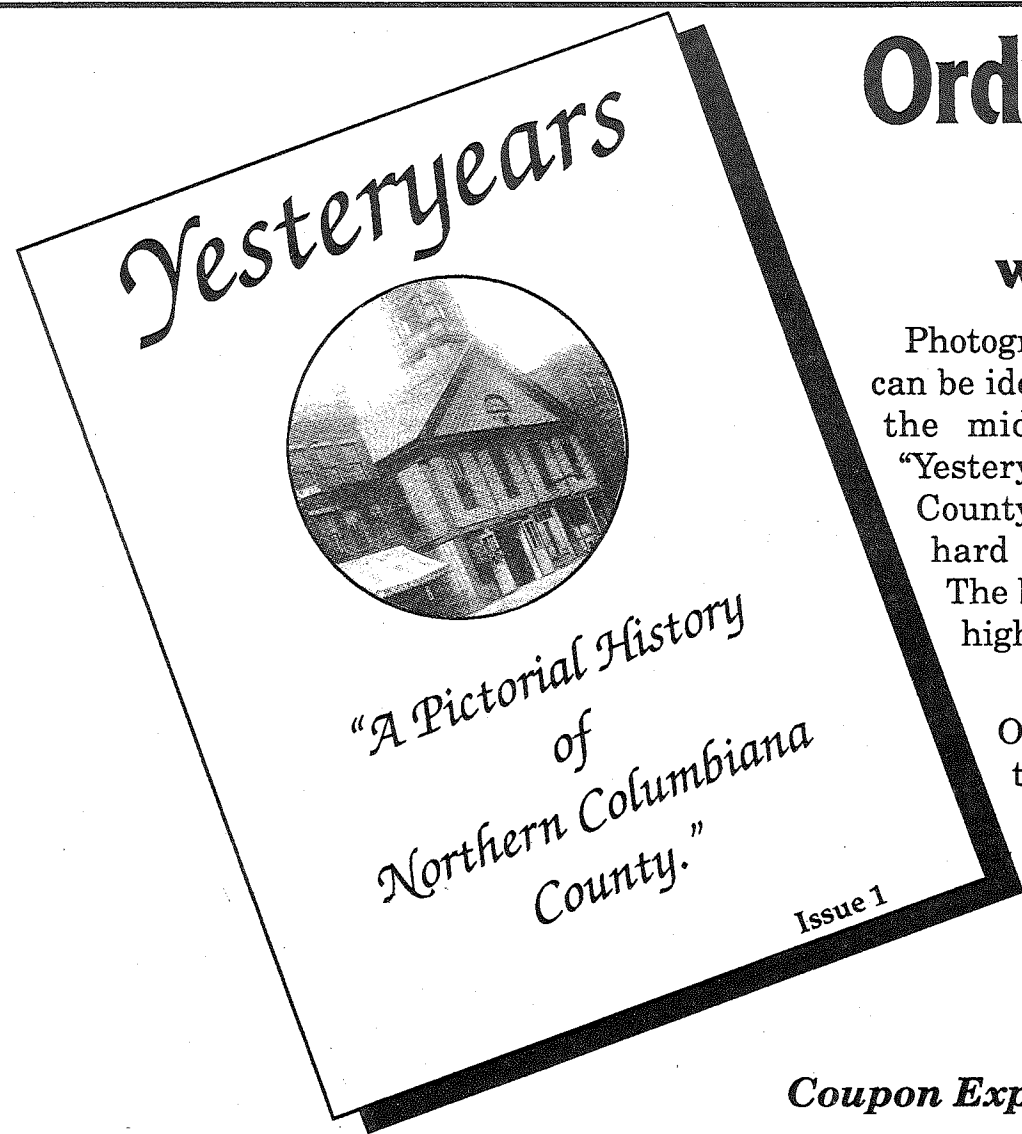 Yesteryears
"A Pictorial History
of
Northern Columbiana
County."
Issue 1
Ord
w
Photogr
can be ide
the mid
"Yestery
County
hard
The
high
O
t
Coupon Exp